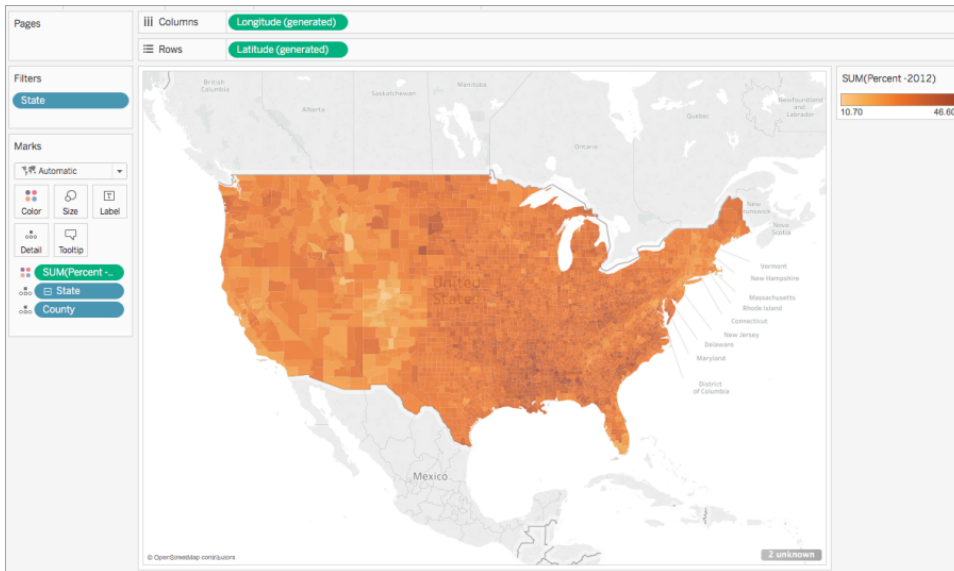 Pages
Columns
Longitude (generated)
Rows
Latitude (generated)
Filters
State
Marks
Automatic
Color
Size
Label
Detail
Tooltip
SUM(Percent -..
State
County
British
Columbia
Alberta
Saskatchewan
Manitoba
Ontario
Quebec
Newfoundland
and
Labrador
New
Brunswick
Nova
Scotia
United
States
Vermont
New Hampshire
Massachusetts
Rhode Island
Connecticut
New Jersey
Delaware
Maryland
District
of Columbia
Mexico
© OpenStreetMap contributors
2 unknown
SUM(Percent -2012)
10.70
46.60